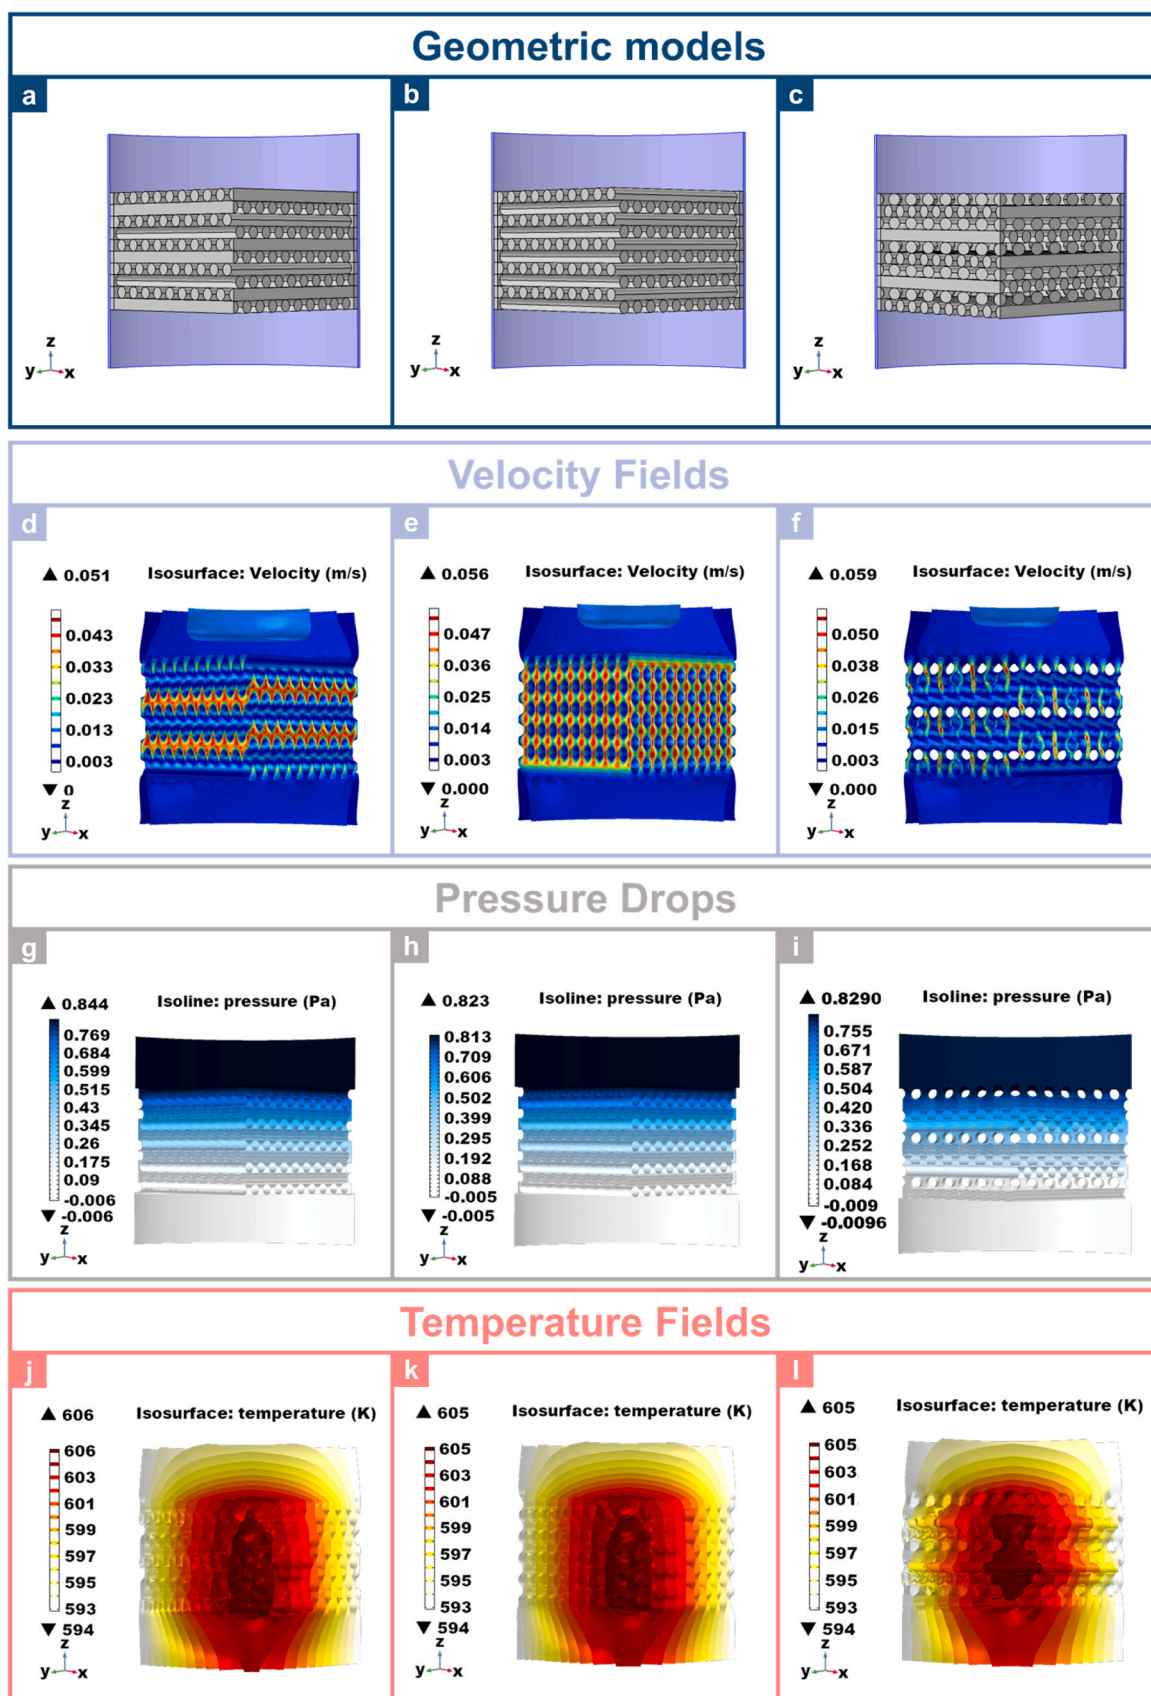 Geometric models
a
b
c
z
y x
z
y x
z
y x
Velocity Fields
d
e
f
▲ 0.051 Isosurface: Velocity (m/s)
0.043
0.033
0.023
0.013
0.003
▼ 0
z
y x
▲ 0.056 Isosurface: Velocity (m/s)
0.047
0.036
0.025
0.014
0.003
▼ 0.000
z
y x
▲ 0.059 Isosurface: Velocity (m/s)
0.050
0.038
0.026
0.015
0.003
▼ 0.000
z
y x
Pressure Drops
g
h
i
▲ 0.844 Isoline: pressure (Pa)
0.769
0.684
0.599
0.515
0.43
0.345
0.26
0.175
0.09
-0.006
▼ -0.006
z
y x
▲ 0.823 Isoline: pressure (Pa)
0.813
0.709
0.606
0.502
0.399
0.295
0.192
0.088
-0.005
▼ -0.005
z
y x
▲ 0.8290 Isoline: pressure (Pa)
0.755
0.671
0.587
0.504
0.420
0.336
0.252
0.168
0.084
-0.009
▼ -0.0096
z
y x
Temperature Fields
j
k
l
▲ 606 Isosurface: temperature (K)
606
603
601
599
597
595
593
▼ 594
z
y x
▲ 605 Isosurface: temperature (K)
605
603
601
599
597
595
593
▼ 594
z
y x
▲ 605 Isosurface: temperature (K)
605
603
601
599
597
595
593
▼ 594
z
y x